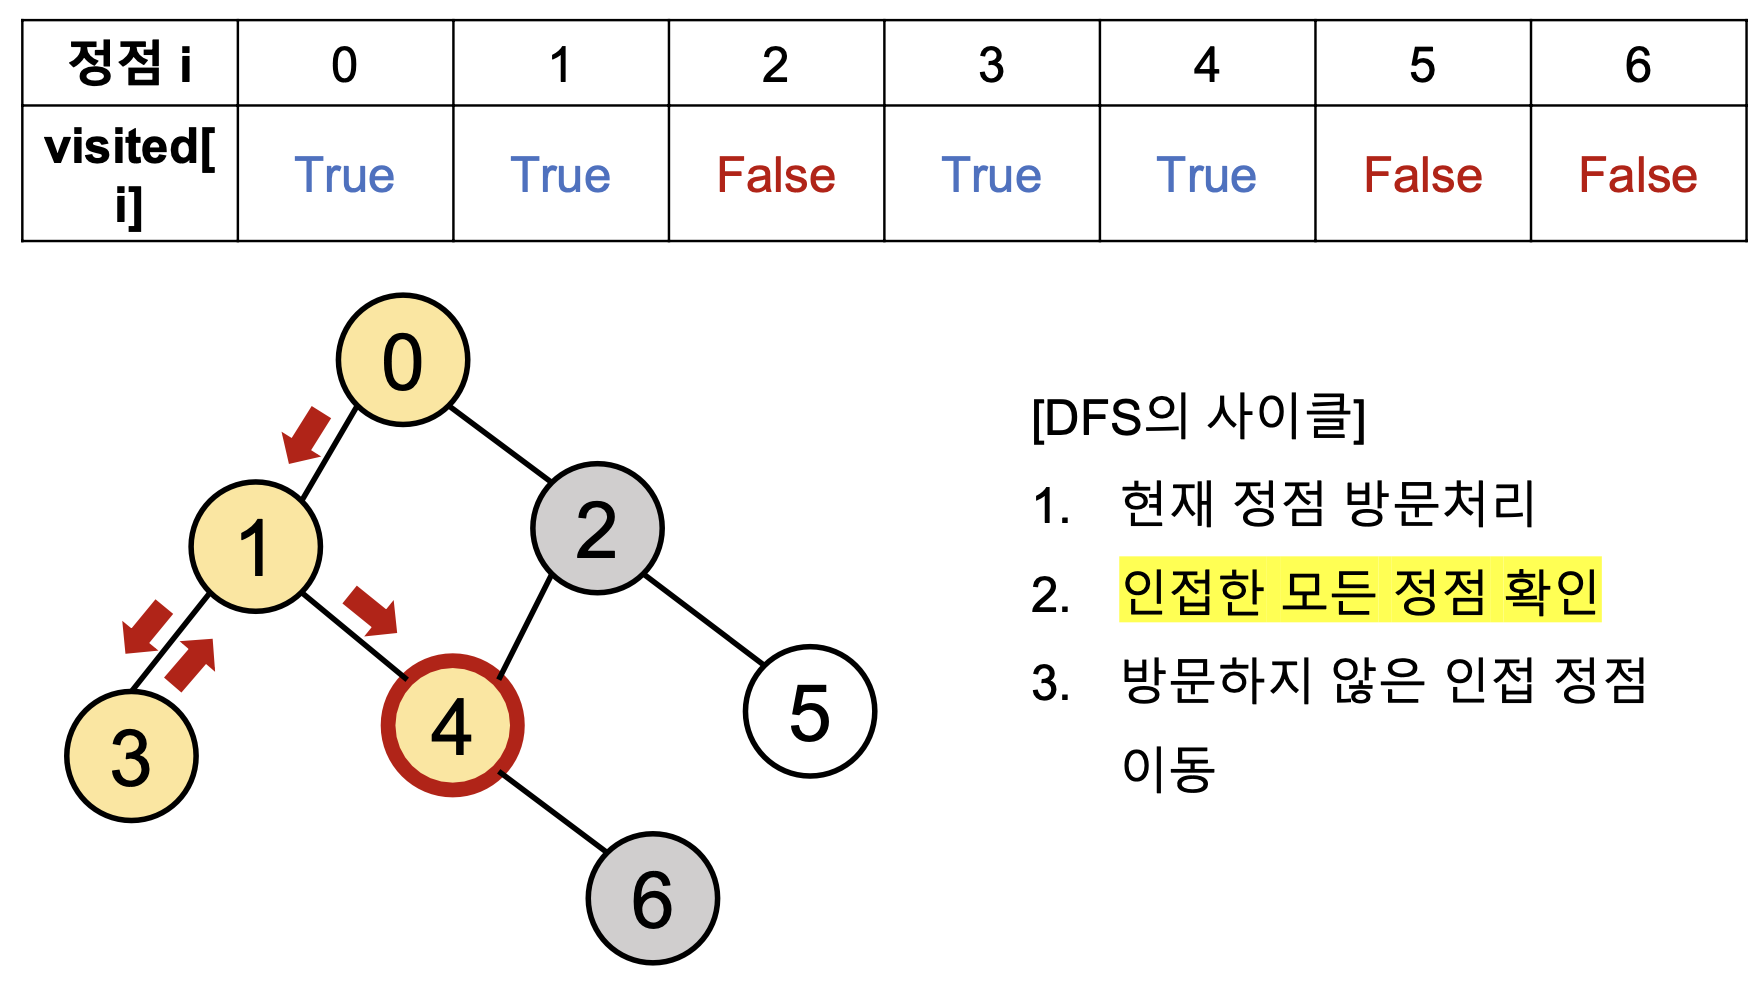 정점 i 0 1 2 3 4 5 6
visited[
i] True True False True True False False
0
1
2
3
4
5
6
[DFS의 사이클]
1. 현재 정점 방문처리
2. 인접한 모든 정점 확인
3. 방문하지 않은 인접 정점
이동